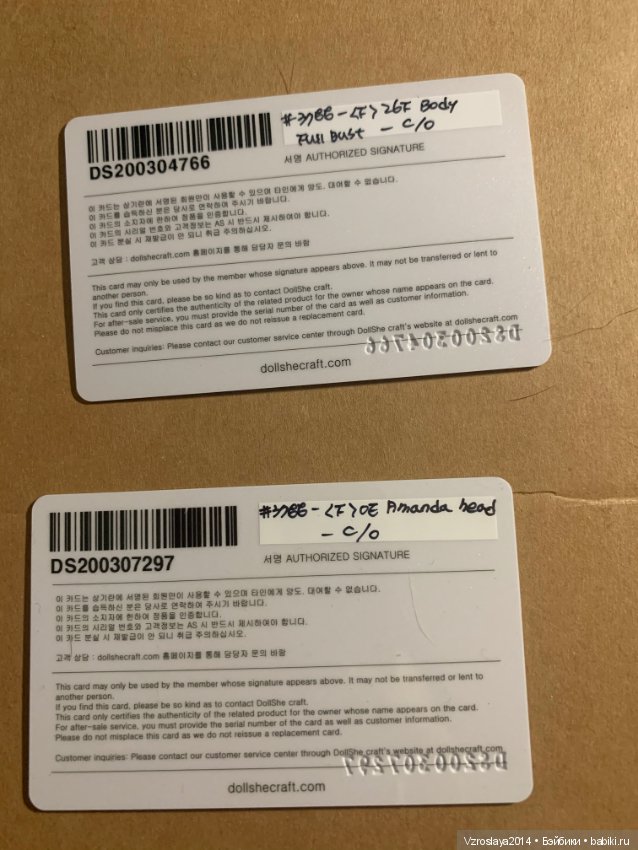 DS200304766
#3786 - <F> 26F Body
Full Bust - C/O
서명 AUTHORIZED SIGNATURE
이 카드는 상기란에 서명된 회원만이 사용할 수 있으며 타인에게 양도, 대여할 수 없습니다.
이 카드를 습득하신 분은 당사로 연락하여 주시기 바랍니다.
이 카드의 소지자에 한하여 정품을 인증합니다.
이 카드의 시리얼 번호와 고객정보는 AS 시 반드시 제시하여야 합니다.
이 카드 분실 시 재발급이 안 되니 취급 주의하십시오.
고객 상담 : dollshecraft.com 홈페이지를 통해 담당자 문의 바람
This card may only be used by the member whose signature appears above. It may not be transferred or lent to
another person.
If you find this card, please be so kind as to contact DollShe craft.
This card only certifies the authenticity of the related product for the owner whose name appears on the card.
For after-sale service, you must provide the serial number of the card as well as customer information.
Please do not misplace this card as we do not reissue a replacement card.
Customer inquiries: Please contact our customer service center through DollShe craft's website at dollshecraft.com
DS200304766
dollshecraft.com
DS200307297
#3786 - <F> OE Amanda head
- C/O
서명 AUTHORIZED SIGNATURE
이 카드는 상기란에 서명된 회원만이 사용할 수 있으며 타인에게 양도, 대여할 수 없습니다.
이 카드를 습득하신 분은 당사로 연락하여 주시기 바랍니다.
이 카드의 소지자에 한하여 정품을 인증합니다.
이 카드의 시리얼 번호와 고객정보는 AS 시 반드시 제시하여야 합니다.
이 카드 분실 시 재발급이 안 되니 취급 주의하십시오.
고객 상담 : dollshecraft.com 홈페이지를 통해 담당자 문의 바람
This card may only be used by the member whose signature appears above. It may not be transferred or lent to
another person.
If you find this card, please be so kind as to contact DollShe craft.
This card only certifies the authenticity of the related product for the owner whose name appears on the card.
For after-sale service, you must provide the serial number of the card as well as customer information.
Please do not misplace this card as we do not reissue a replacement card.
Customer inquiries: Please contact our customer service center through DollShe craft's website at dollshecraft.com
DS200307297
dollshecraft.com
Vzroslaya2014 • Бэйбики • babiki.ru